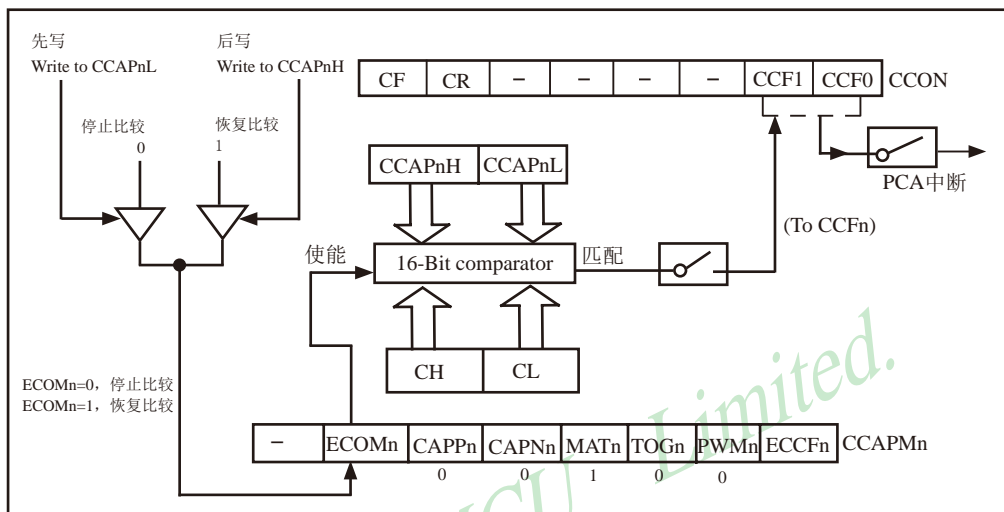 先写
Write to CCAPnL
后写
Write to CCAPnH
停止比较
0
恢复比较
1
CF CR − − − − CCF1 CCF0 CCON
PCA中断
CCAPnH CCAPnL
(To CCFn)
使能
16-Bit comparator
匹配
CH CL
ECOMn=0，停止比较
ECOMn=1，恢复比较
− ECOMn CAPPn CAPNn MATn TOGn PWMn ECCFn CCAPMn
0 0 1 0 0
MCU Limited.